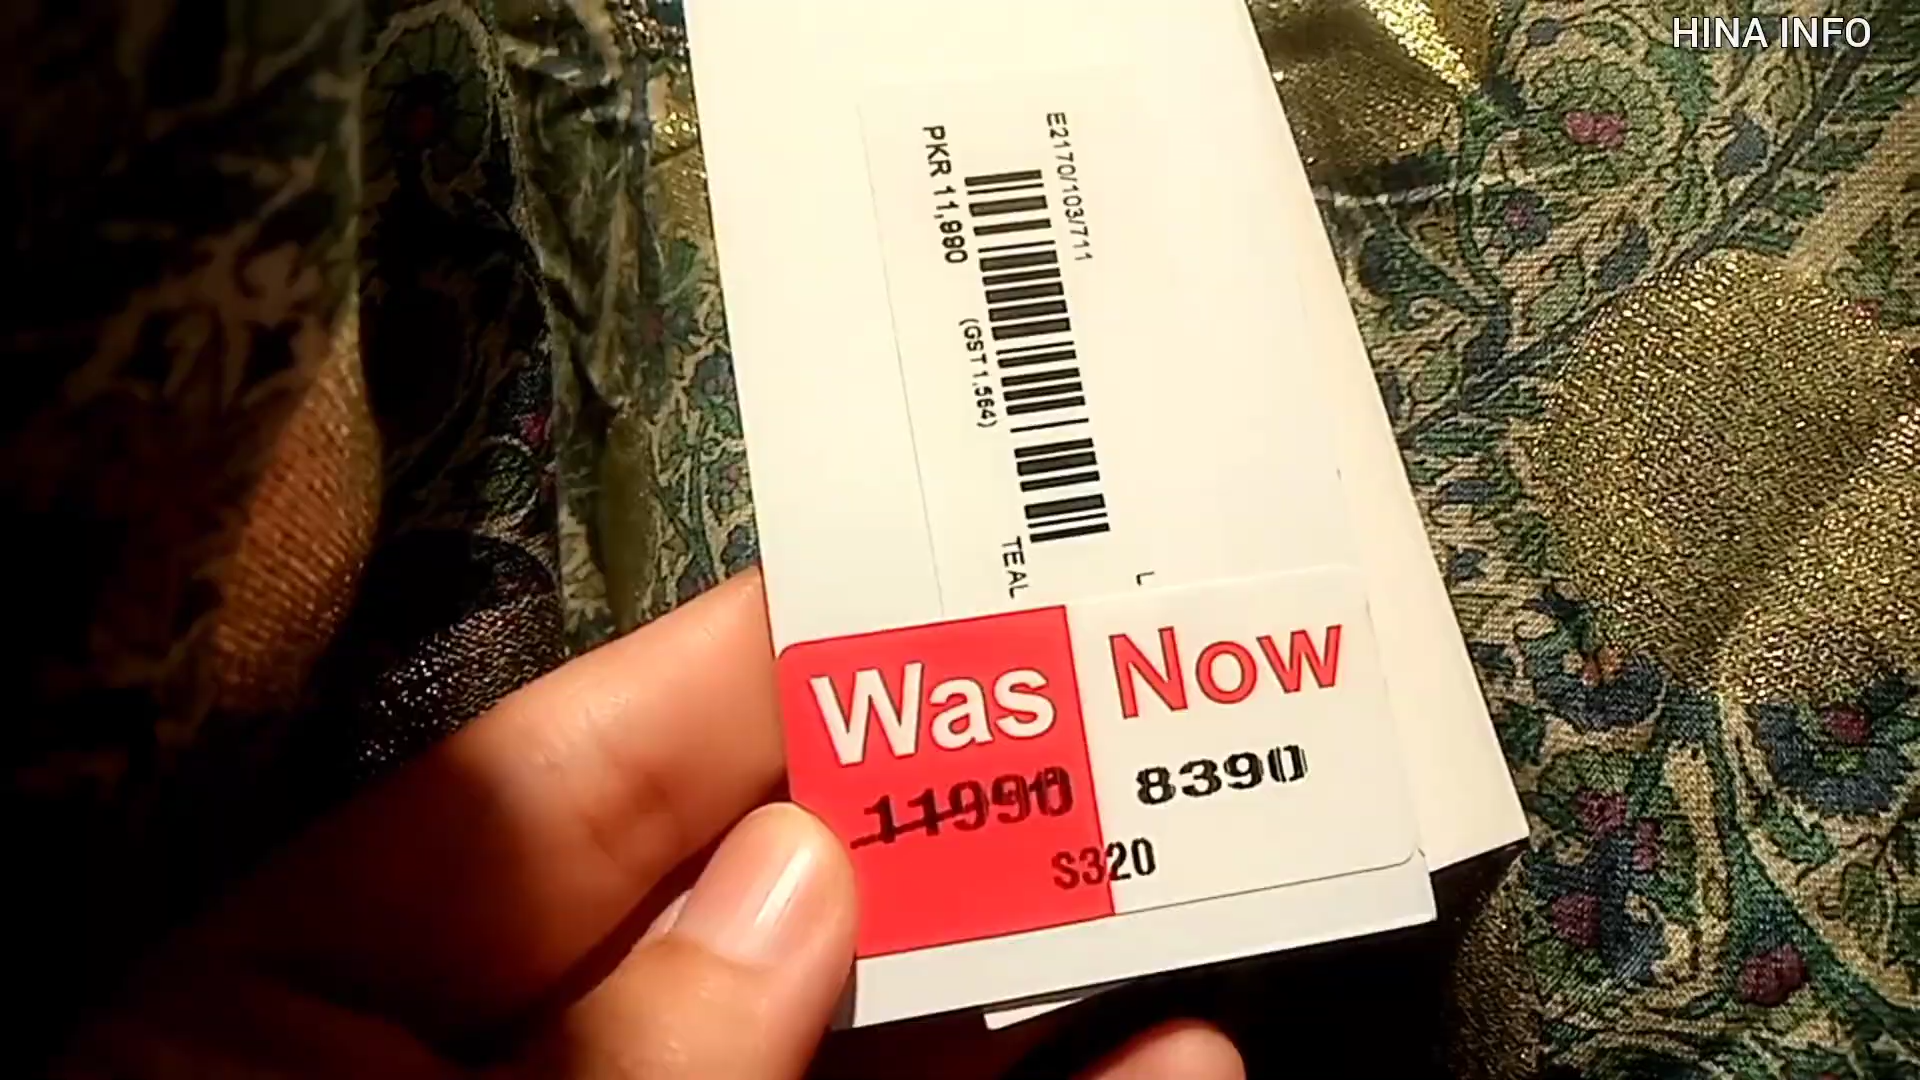 HINA INFO
E2170/103/711
PKR 11,990
(GST 1,564)
TEAL
L
Was
Now
11990
8390
S320